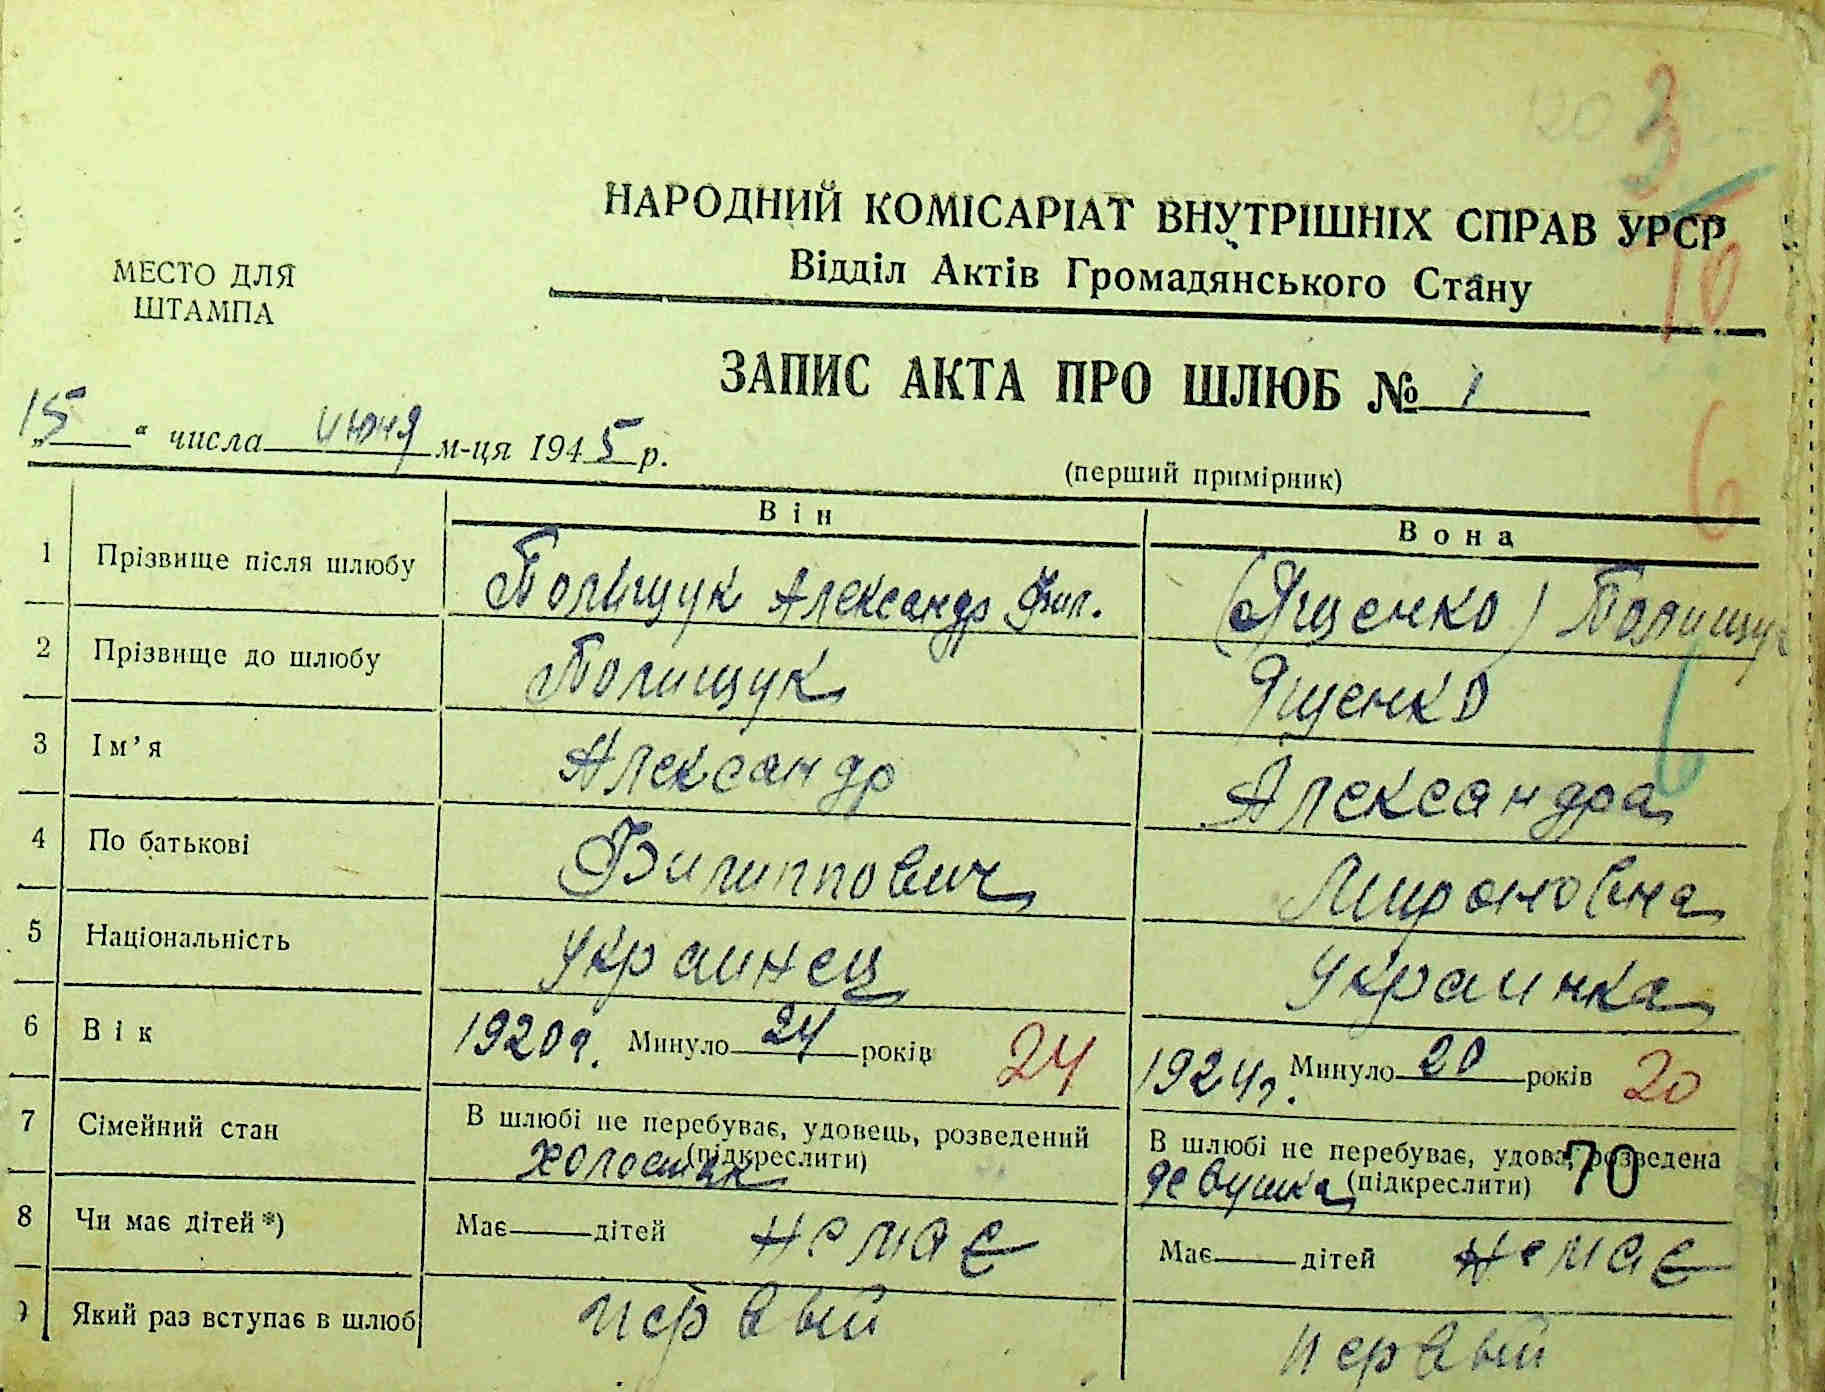 3
10
НАРОДНИЙ КОМІСАРІАТ ВНУТРІШНІХ СПРАВ УРСР
Відділ Актів Громадянського Стану
МЕСТО ДЛЯ
ШТАМПА
ЗАПИС АКТА ПРО ШЛЮБ № 1
„15“ числа июня м-ця 1945 р.
(перший примірник)
6
Він Вона
1 Прізвище після шлюбу Полищук Александр Фил. (Ященко) Полищук
2 Прізвище до шлюбу Полищук Ященко
3 Ім’я Александр Александра
4 По батькові Филиппович Мироновна
5 Національність Украинец Украинка
6 Вік 1920 г. Минуло 24 років 24 1924 г. Минуло 20 років 20
7 Сімейний стан В шлюбі не перебуває, удовець, розведений В шлюбі не перебуває, удова, розведена
холостяк (підкреслити) девушка (підкреслити) 70
8 Чи має дітей *) Має дітей немає Має дітей немає
9 Який раз вступає в шлюб первый первый